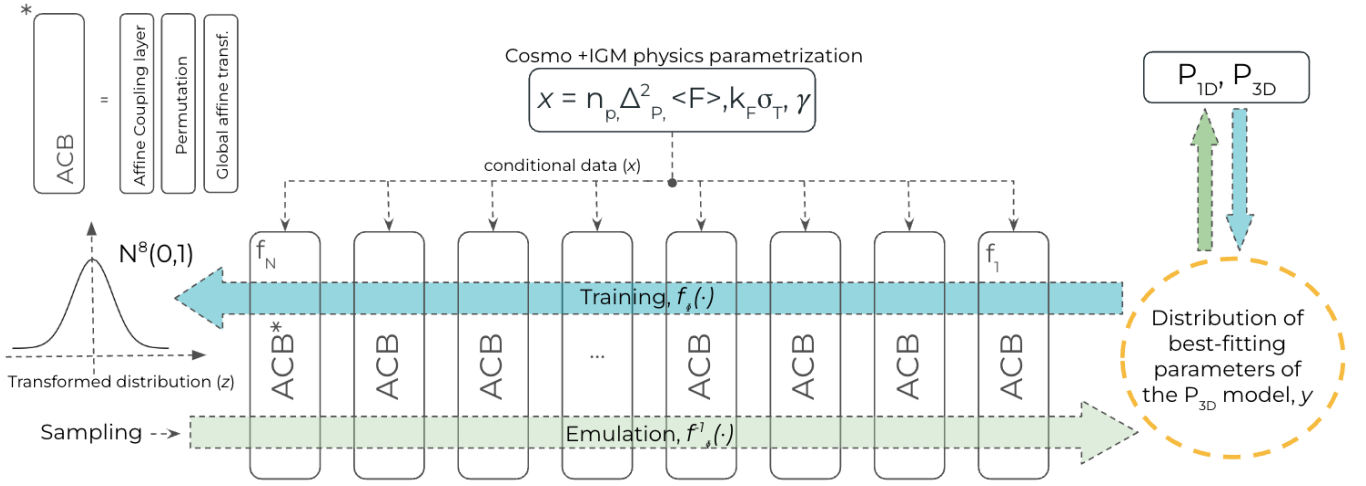 *
ACB
=
Affine Coupling layer
Permutation
Global affine transf.
Cosmo +IGM physics parametrization
x = n_p, Δ²_P, <F>, k_F σ_T, γ
P_1D, P_3D
conditional data (x)
N⁸(0,1)
f_N
f_1
Training, f_ϕ(·)
ACB*
ACB
ACB
...
ACB
ACB
ACB
ACB
Transformed distribution (z)
Sampling
Emulation, f⁻¹_ϕ(·)
Distribution of
best-fitting
parameters of
the P_3D model, y